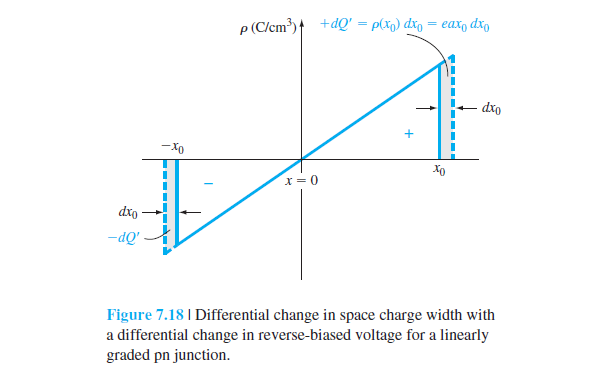 ρ (C/cm³)
+dQ' = ρ(x₀) dx₀ = eax₀ dx₀
dx₀
+
−x₀
x₀
−
x = 0
dx₀
−dQ'
Figure 7.18 | Differential change in space charge width with
a differential change in reverse-biased voltage for a linearly
graded pn junction.